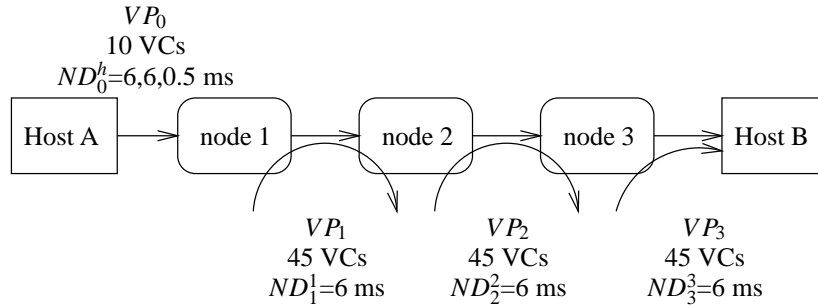 VP₀
10 VCs
ND₀ʰ=6,6,0.5 ms
Host A node 1 node 2 node 3 Host B
VP₁ VP₂ VP₃
45 VCs 45 VCs 45 VCs
ND₁¹=6 ms ND₂²=6 ms ND₃³=6 ms